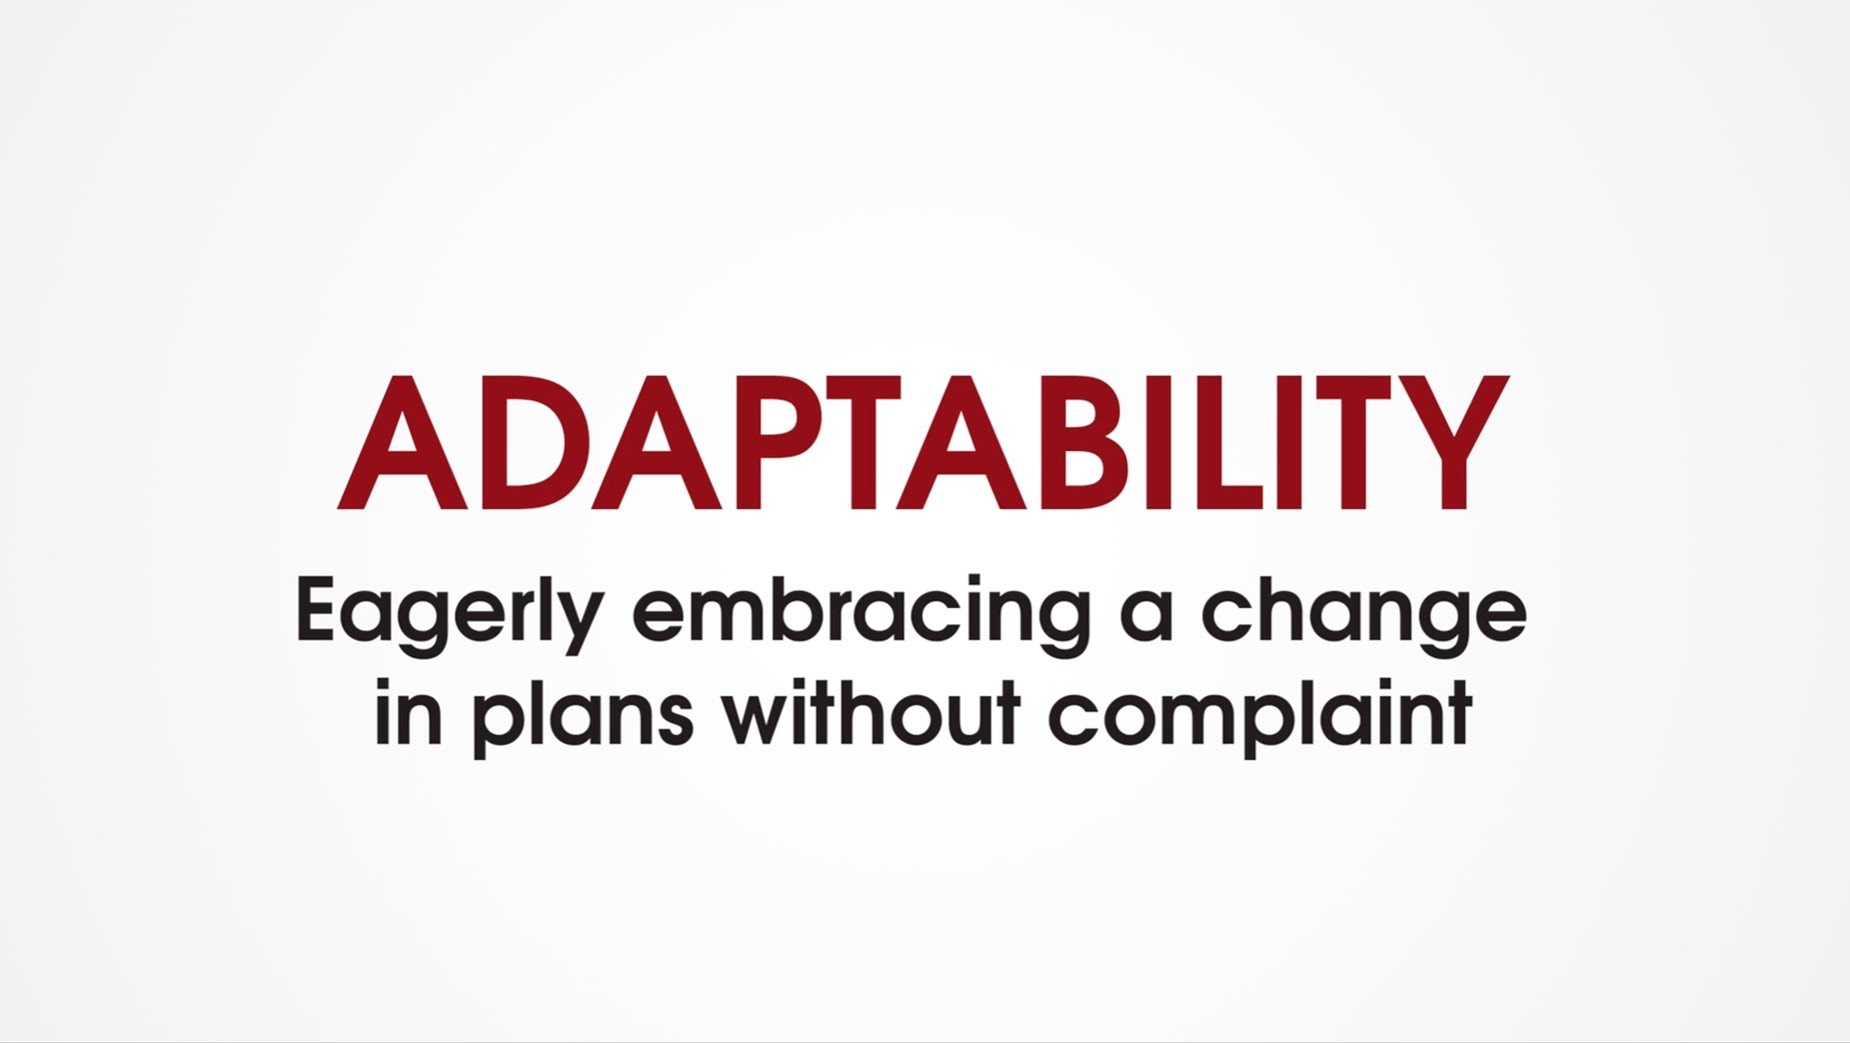 ADAPTABILITY
Eagerly embracing a change
in plans without complaint